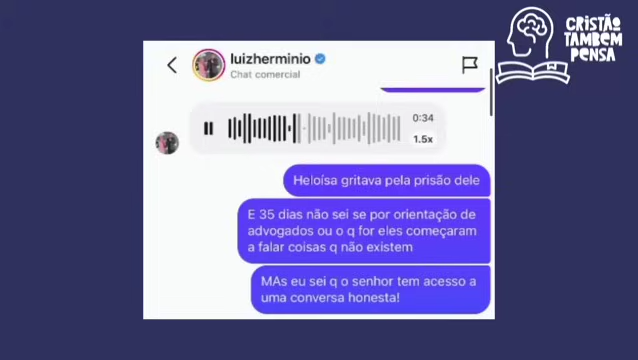 CRISTÃO
TAMBÉM
PENSA
luizherminio
Chat comercial
0:34
1.5x
Heloísa gritava pela prisão dele
E 35 dias não sei se por orientação de
advogados ou o q for eles começaram
a falar coisas q não existem
MAs eu sei q o senhor tem acesso a
uma conversa honesta!